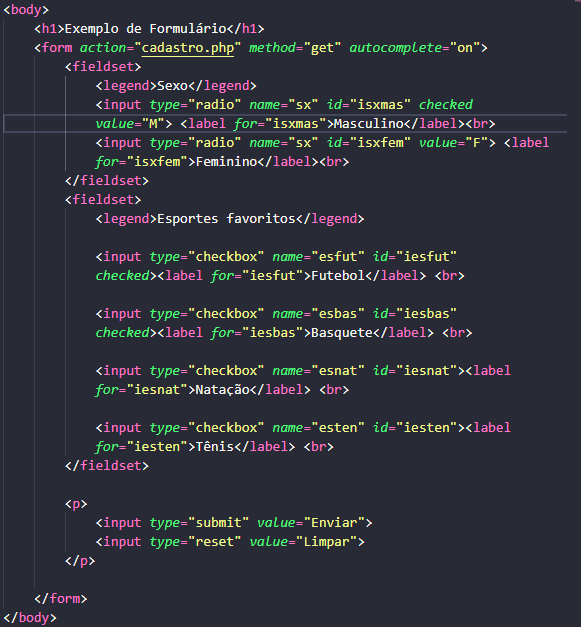 <body>
<h1>Exemplo de Formulário</h1>
<form action="cadastro.php" method="get" autocomplete="on">
<fieldset>
<legend>Sexo</legend>
<input type="radio" name="sx" id="isxmas" checked
value="M"> <label for="isxmas">Masculino</label><br>
<input type="radio" name="sx" id="isxfem" value="F"> <label
for="isxfem">Feminino</label><br>
</fieldset>
<fieldset>
<legend>Esportes favoritos</legend>
<input type="checkbox" name="esfut" id="iesfut"
checked><label for="iesfut">Futebol</label> <br>
<input type="checkbox" name="esbas" id="iesbas"
checked><label for="iesbas">Basquete</label> <br>
<input type="checkbox" name="esnat" id="iesnat"><label
for="iesnat">Natação</label> <br>
<input type="checkbox" name="esten" id="iesten"><label
for="iesten">Tênis</label> <br>
</fieldset>
<p>
<input type="submit" value="Enviar">
<input type="reset" value="Limpar">
</p>
</form>
</body>